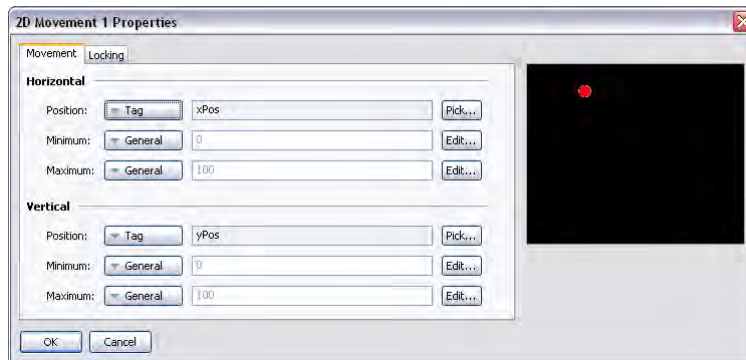 2D Movement 1 Properties
Movement Locking
Horizontal
Position: Tag xPos Pick...
Minimum: General 0 Edit...
Maximum: General 100 Edit...
Vertical
Position: Tag yPos Pick...
Minimum: General 0 Edit...
Maximum: General 100 Edit...
OK Cancel